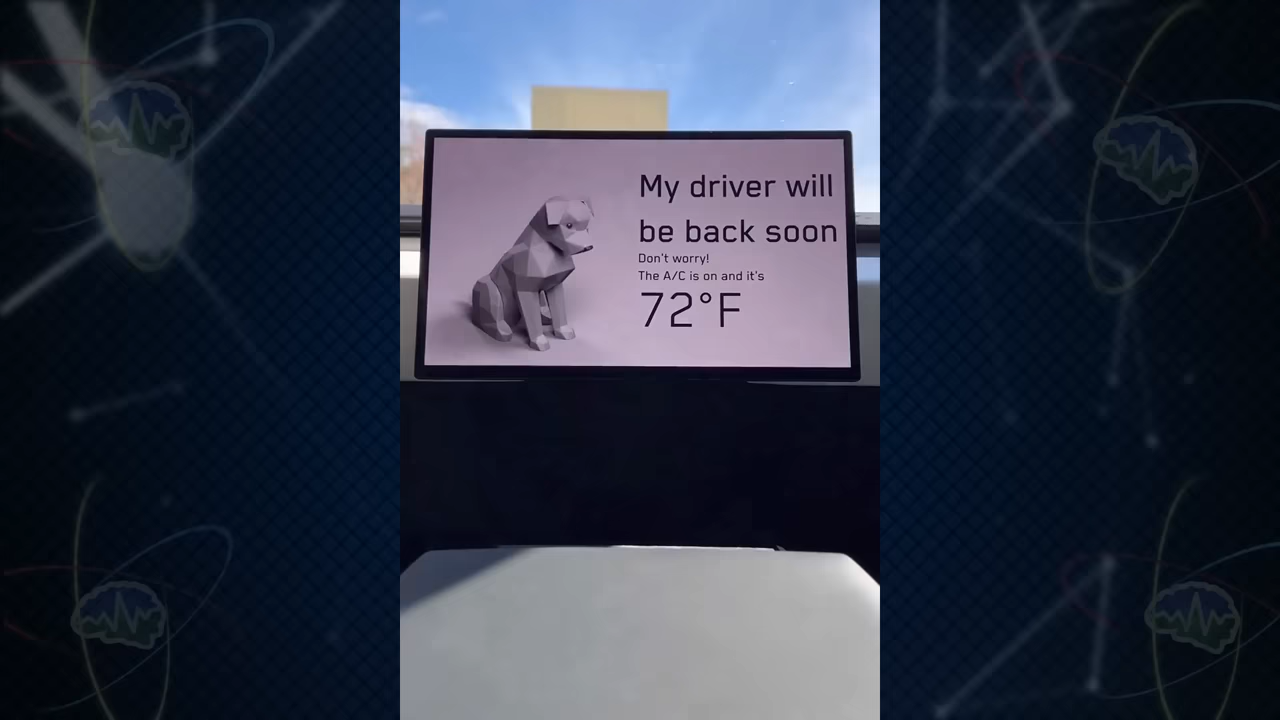 My driver will
be back soon
Don't worry!
The A/C is on and it's
72°F